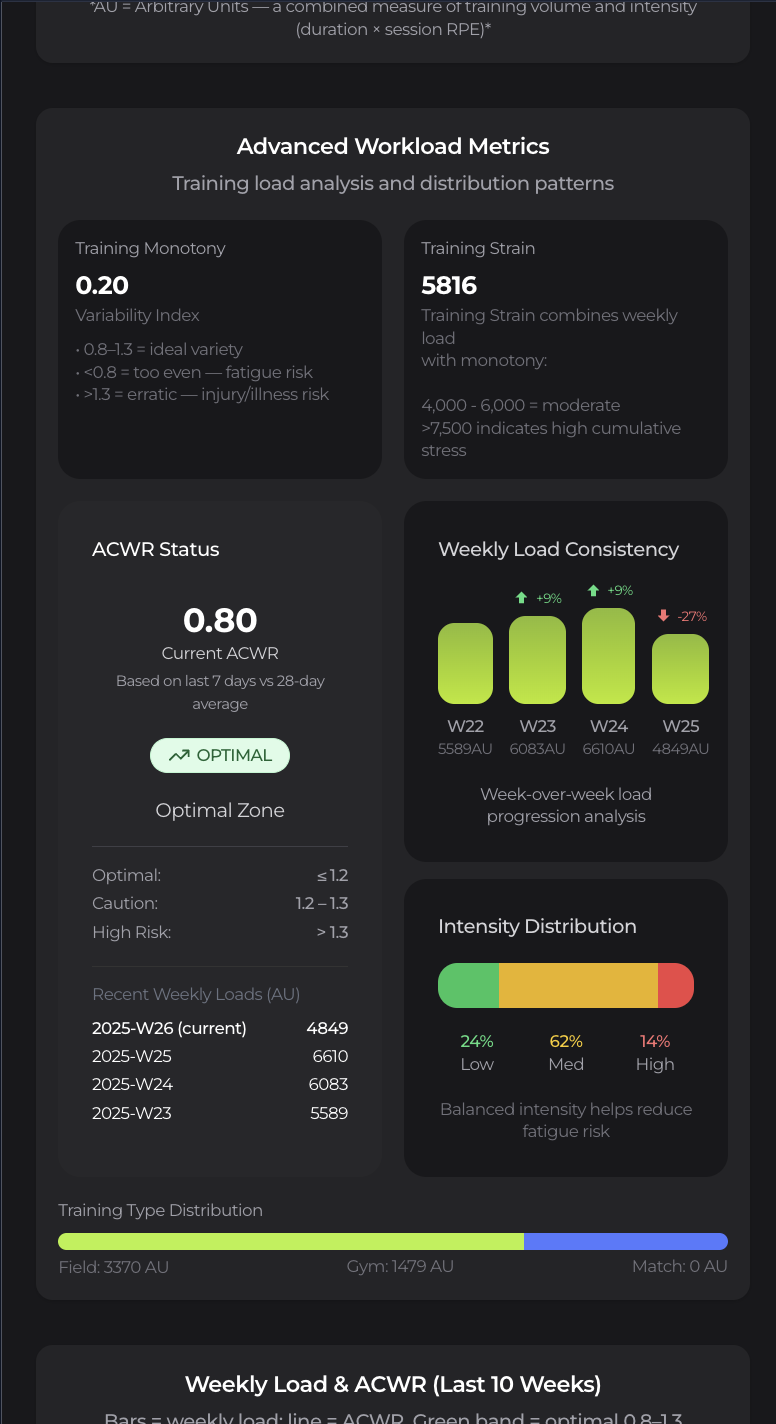 *AU = Arbitrary Units — a combined measure of training volume and intensity
(duration × session RPE)*
Advanced Workload Metrics
Training load analysis and distribution patterns
Training Monotony
0.20
Variability Index
• 0.8–1.3 = ideal variety
• <0.8 = too even — fatigue risk
• >1.3 = erratic — injury/illness risk
Training Strain
5816
Training Strain combines weekly
load
with monotony:
4,000 - 6,000 = moderate
>7,500 indicates high cumulative
stress
ACWR Status
0.80
Current ACWR
Based on last 7 days vs 28-day
average
OPTIMAL
Optimal Zone
Optimal: ≤ 1.2
Caution: 1.2 – 1.3
High Risk: > 1.3
Recent Weekly Loads (AU)
2025-W26 (current) 4849
2025-W25 6610
2025-W24 6083
2025-W23 5589
Weekly Load Consistency
+9% +9% -27%
W22 W23 W24 W25
5589AU 6083AU 6610AU 4849AU
Week-over-week load
progression analysis
Intensity Distribution
24% 62% 14%
Low Med High
Balanced intensity helps reduce
fatigue risk
Training Type Distribution
Field: 3370 AU Gym: 1479 AU Match: 0 AU
Weekly Load & ACWR (Last 10 Weeks)
Bars = weekly load; line = ACWR. Green band = optimal 0.8–1.3